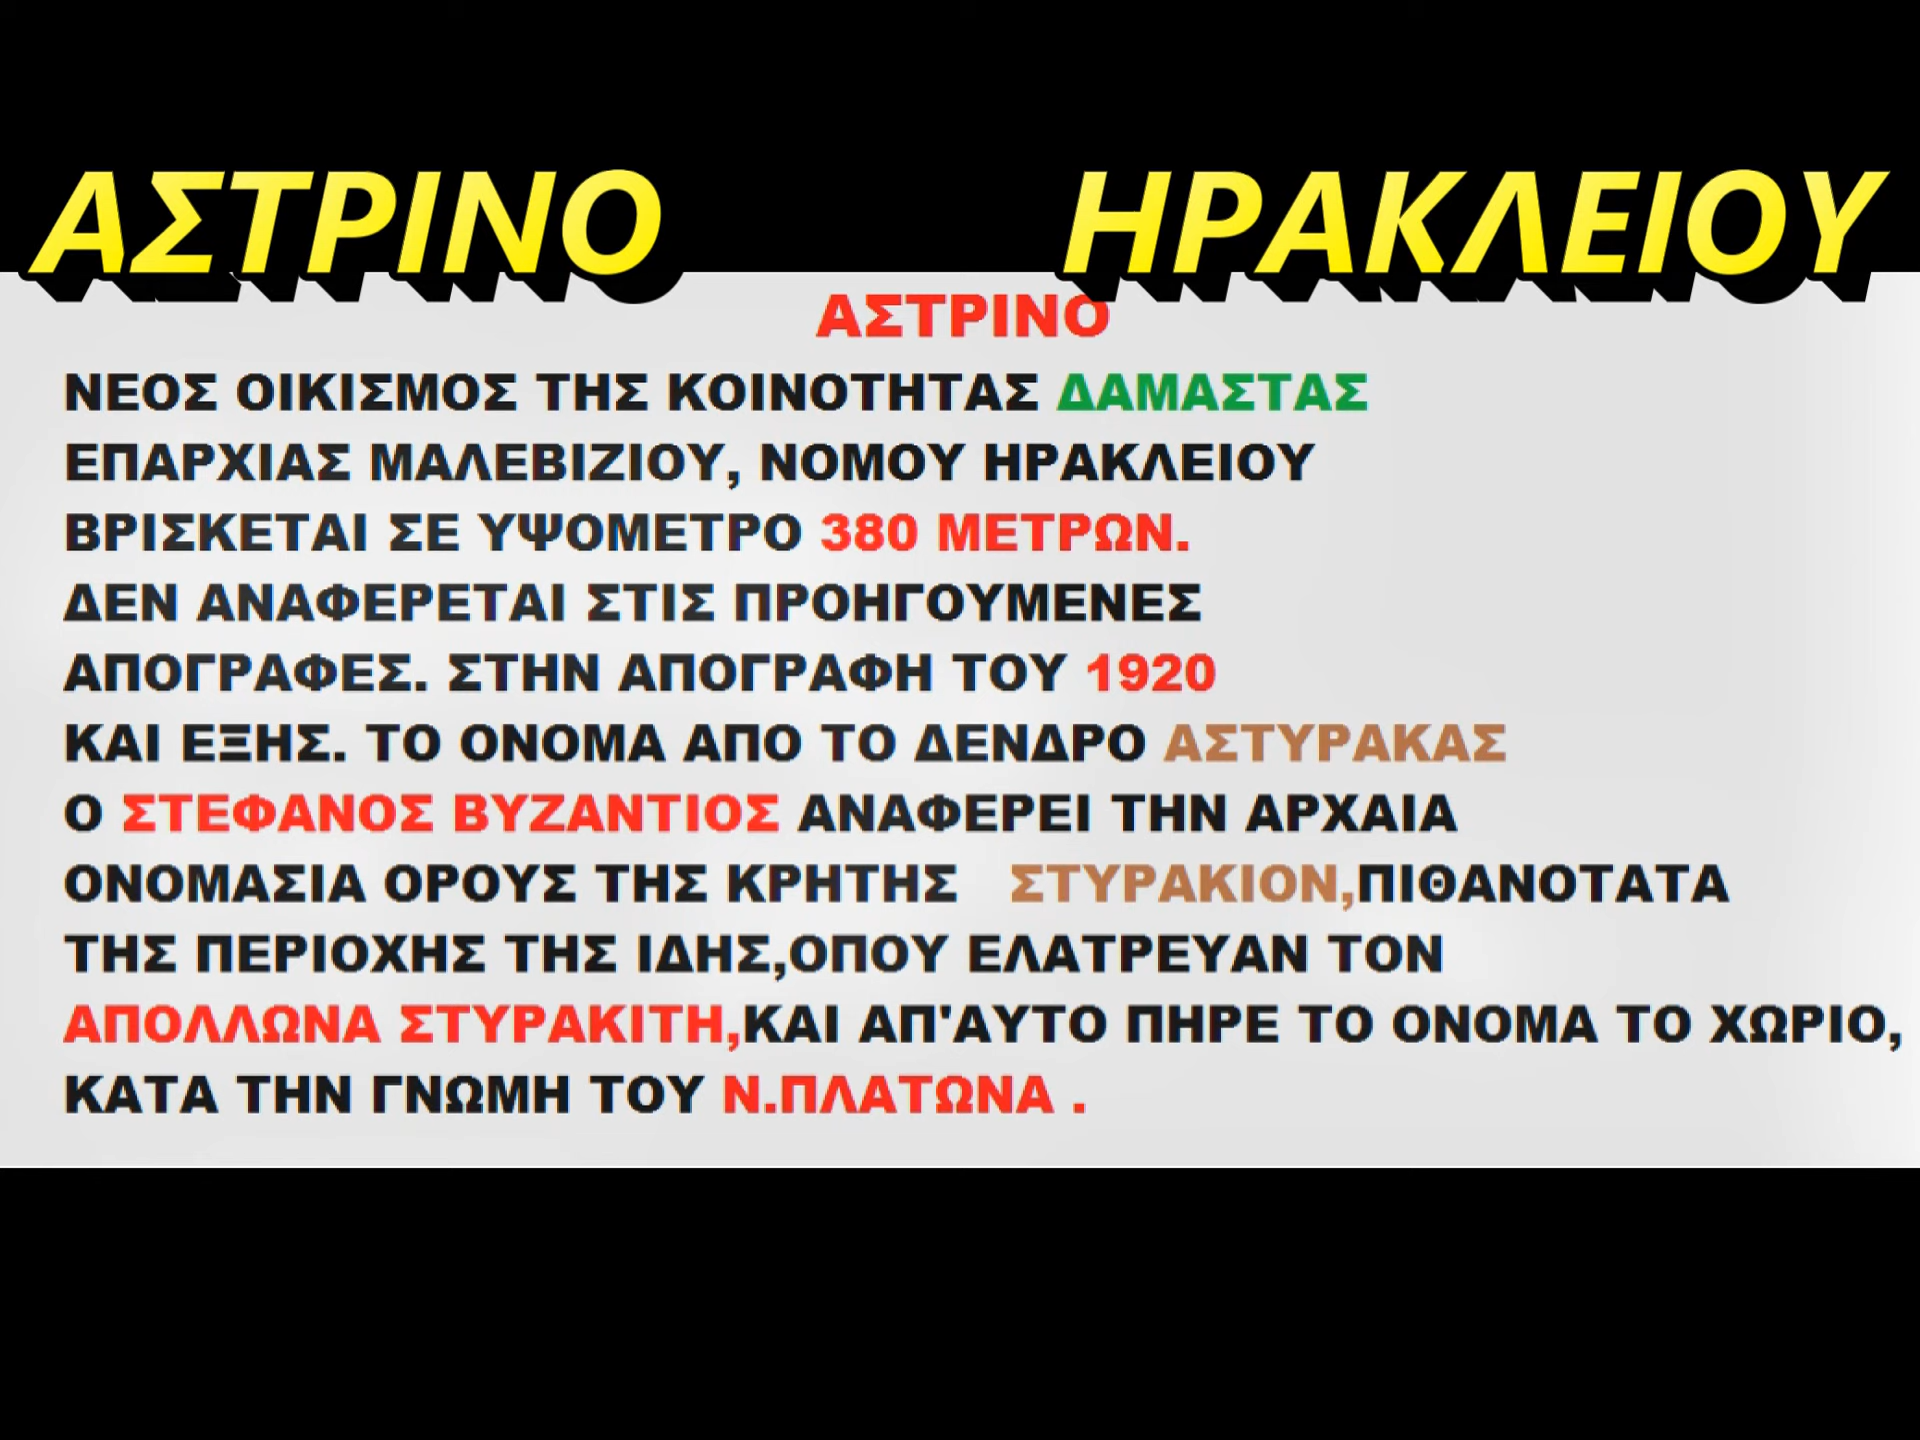 ΑΣΤΡΙΝΟ ΗΡΑΚΛΕΙΟΥ
ΑΣΤΡΙΝΟ
ΝΕΟΣ ΟΙΚΙΣΜΟΣ ΤΗΣ ΚΟΙΝΟΤΗΤΑΣ ΔΑΜΑΣΤΑΣ
ΕΠΑΡΧΙΑΣ ΜΑΛΕΒΙΖΙΟΥ, ΝΟΜΟΥ ΗΡΑΚΛΕΙΟΥ
ΒΡΙΣΚΕΤΑΙ ΣΕ ΥΨΟΜΕΤΡΟ 380 ΜΕΤΡΩΝ.
ΔΕΝ ΑΝΑΦΕΡΕΤΑΙ ΣΤΙΣ ΠΡΟΗΓΟΥΜΕΝΕΣ
ΑΠΟΓΡΑΦΕΣ. ΣΤΗΝ ΑΠΟΓΡΑΦΗ ΤΟΥ 1920
ΚΑΙ ΕΞΗΣ. ΤΟ ΟΝΟΜΑ ΑΠΟ ΤΟ ΔΕΝΔΡΟ ΑΣΤΥΡΑΚΑΣ
Ο ΣΤΕΦΑΝΟΣ ΒΥΖΑΝΤΙΟΣ ΑΝΑΦΕΡΕΙ ΤΗΝ ΑΡΧΑΙΑ
ΟΝΟΜΑΣΙΑ ΟΡΟΥΣ ΤΗΣ ΚΡΗΤΗΣ ΣΤΥΡΑΚΙΟΝ,ΠΙΘΑΝΟΤΑΤΑ
ΤΗΣ ΠΕΡΙΟΧΗΣ ΤΗΣ ΙΔΗΣ,ΟΠΟΥ ΕΛΑΤΡΕΥΑΝ ΤΟΝ
ΑΠΟΛΛΩΝΑ ΣΤΥΡΑΚΙΤΗ,ΚΑΙ ΑΠ'ΑΥΤΟ ΠΗΡΕ ΤΟ ΟΝΟΜΑ ΤΟ ΧΩΡΙΟ,
ΚΑΤΑ ΤΗΝ ΓΝΩΜΗ ΤΟΥ Ν.ΠΛΑΤΩΝΑ .